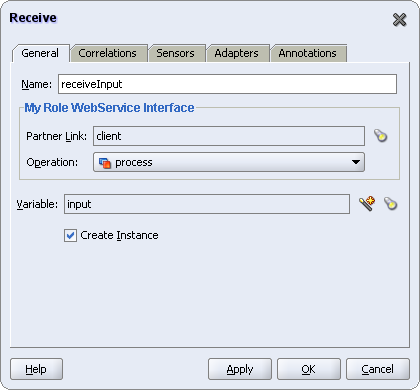 Receive
General Correlations Sensors Adapters Annotations
Name: receiveInput
My Role WebService Interface
Partner Link: client
Operation: process
Variable: input
Create Instance
Help Apply OK Cancel